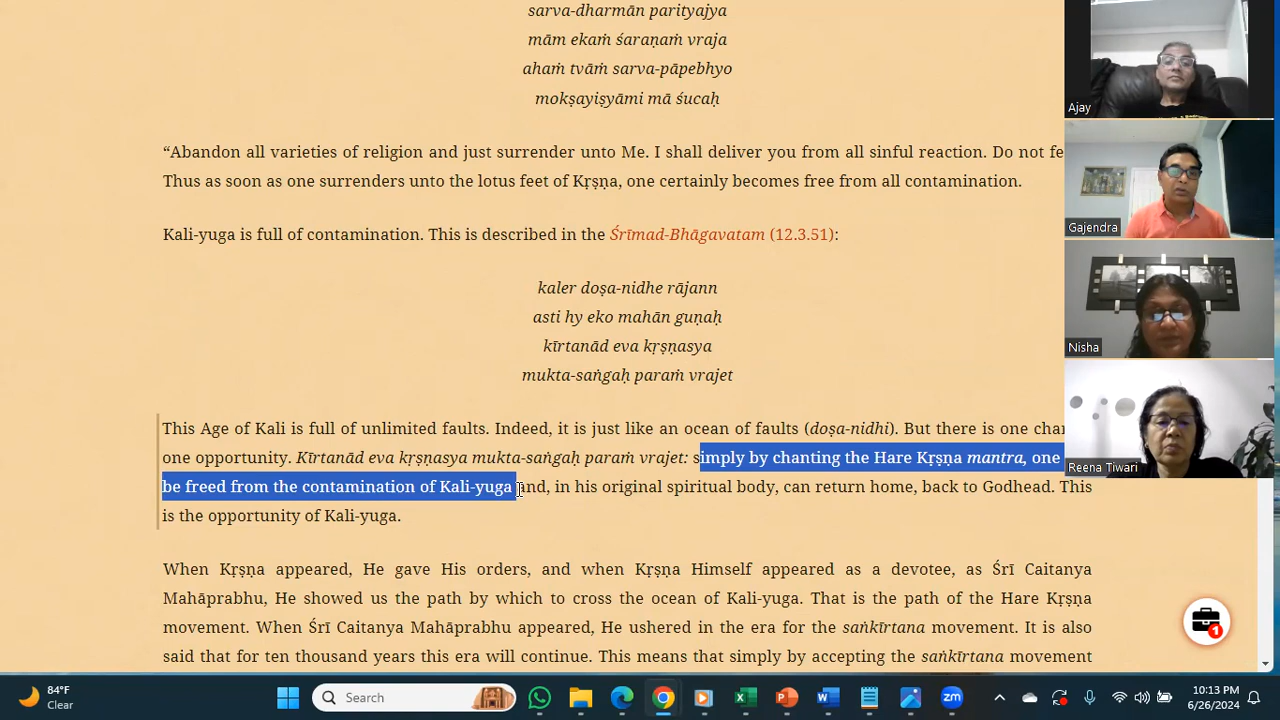 sarva-dharmān parityajya
mām ekaṁ śaraṇaṁ vraja
ahaṁ tvāṁ sarva-pāpebhyo
mokṣayiṣyāmi mā śucaḥ
“Abandon all varieties of religion and just surrender unto Me. I shall deliver you from all sinful reaction. Do not fe
Thus as soon as one surrenders unto the lotus feet of Kṛṣṇa, one certainly becomes free from all contamination.
Kali-yuga is full of contamination. This is described in the Śrīmad-Bhāgavatam (12.3.51):
kaler doṣa-nidhe rājann
asti hy eko mahān guṇaḥ
kīrtanād eva kṛṣṇasya
mukta-saṅgaḥ paraṁ vrajet
This Age of Kali is full of unlimited faults. Indeed, it is just like an ocean of faults (doṣa-nidhi). But there is one chan
one opportunity. Kīrtanād eva kṛṣṇasya mukta-saṅgaḥ paraṁ vrajet: simply by chanting the Hare Kṛṣṇa mantra, one
be freed from the contamination of Kali-yuga and, in his original spiritual body, can return home, back to Godhead. This
is the opportunity of Kali-yuga.
When Kṛṣṇa appeared, He gave His orders, and when Kṛṣṇa Himself appeared as a devotee, as Śrī Caitanya
Mahāprabhu, He showed us the path by which to cross the ocean of Kali-yuga. That is the path of the Hare Kṛṣṇa
movement. When Śrī Caitanya Mahāprabhu appeared, He ushered in the era for the saṅkīrtana movement. It is also
said that for ten thousand years this era will continue. This means that simply by accepting the saṅkīrtana movement
Ajay
Gajendra
Nisha
Reena Tiwari
1
84°F
Clear
Search
zm
10:13 PM
6/26/2024